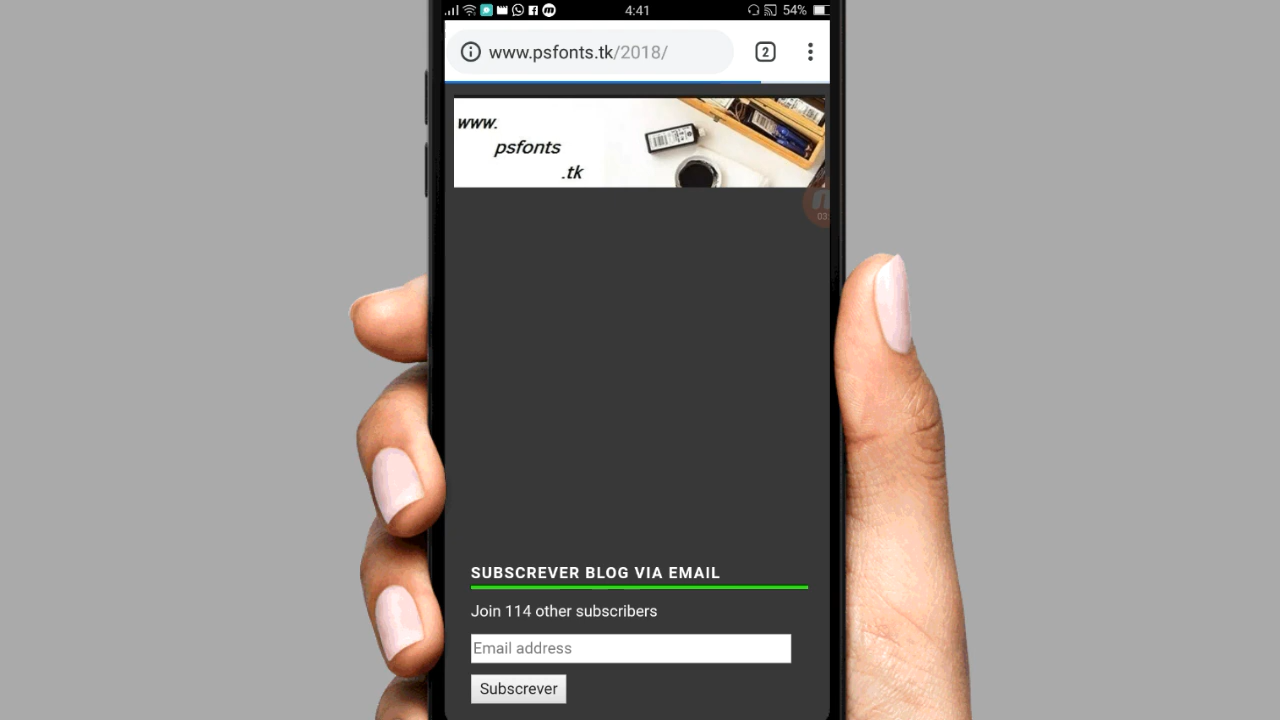 4:41
54%
www.psfonts.tk/2018/
2
www.
psfonts
.tk
03
SUBSCREVER BLOG VIA EMAIL
Join 114 other subscribers
Email address
Subscrever